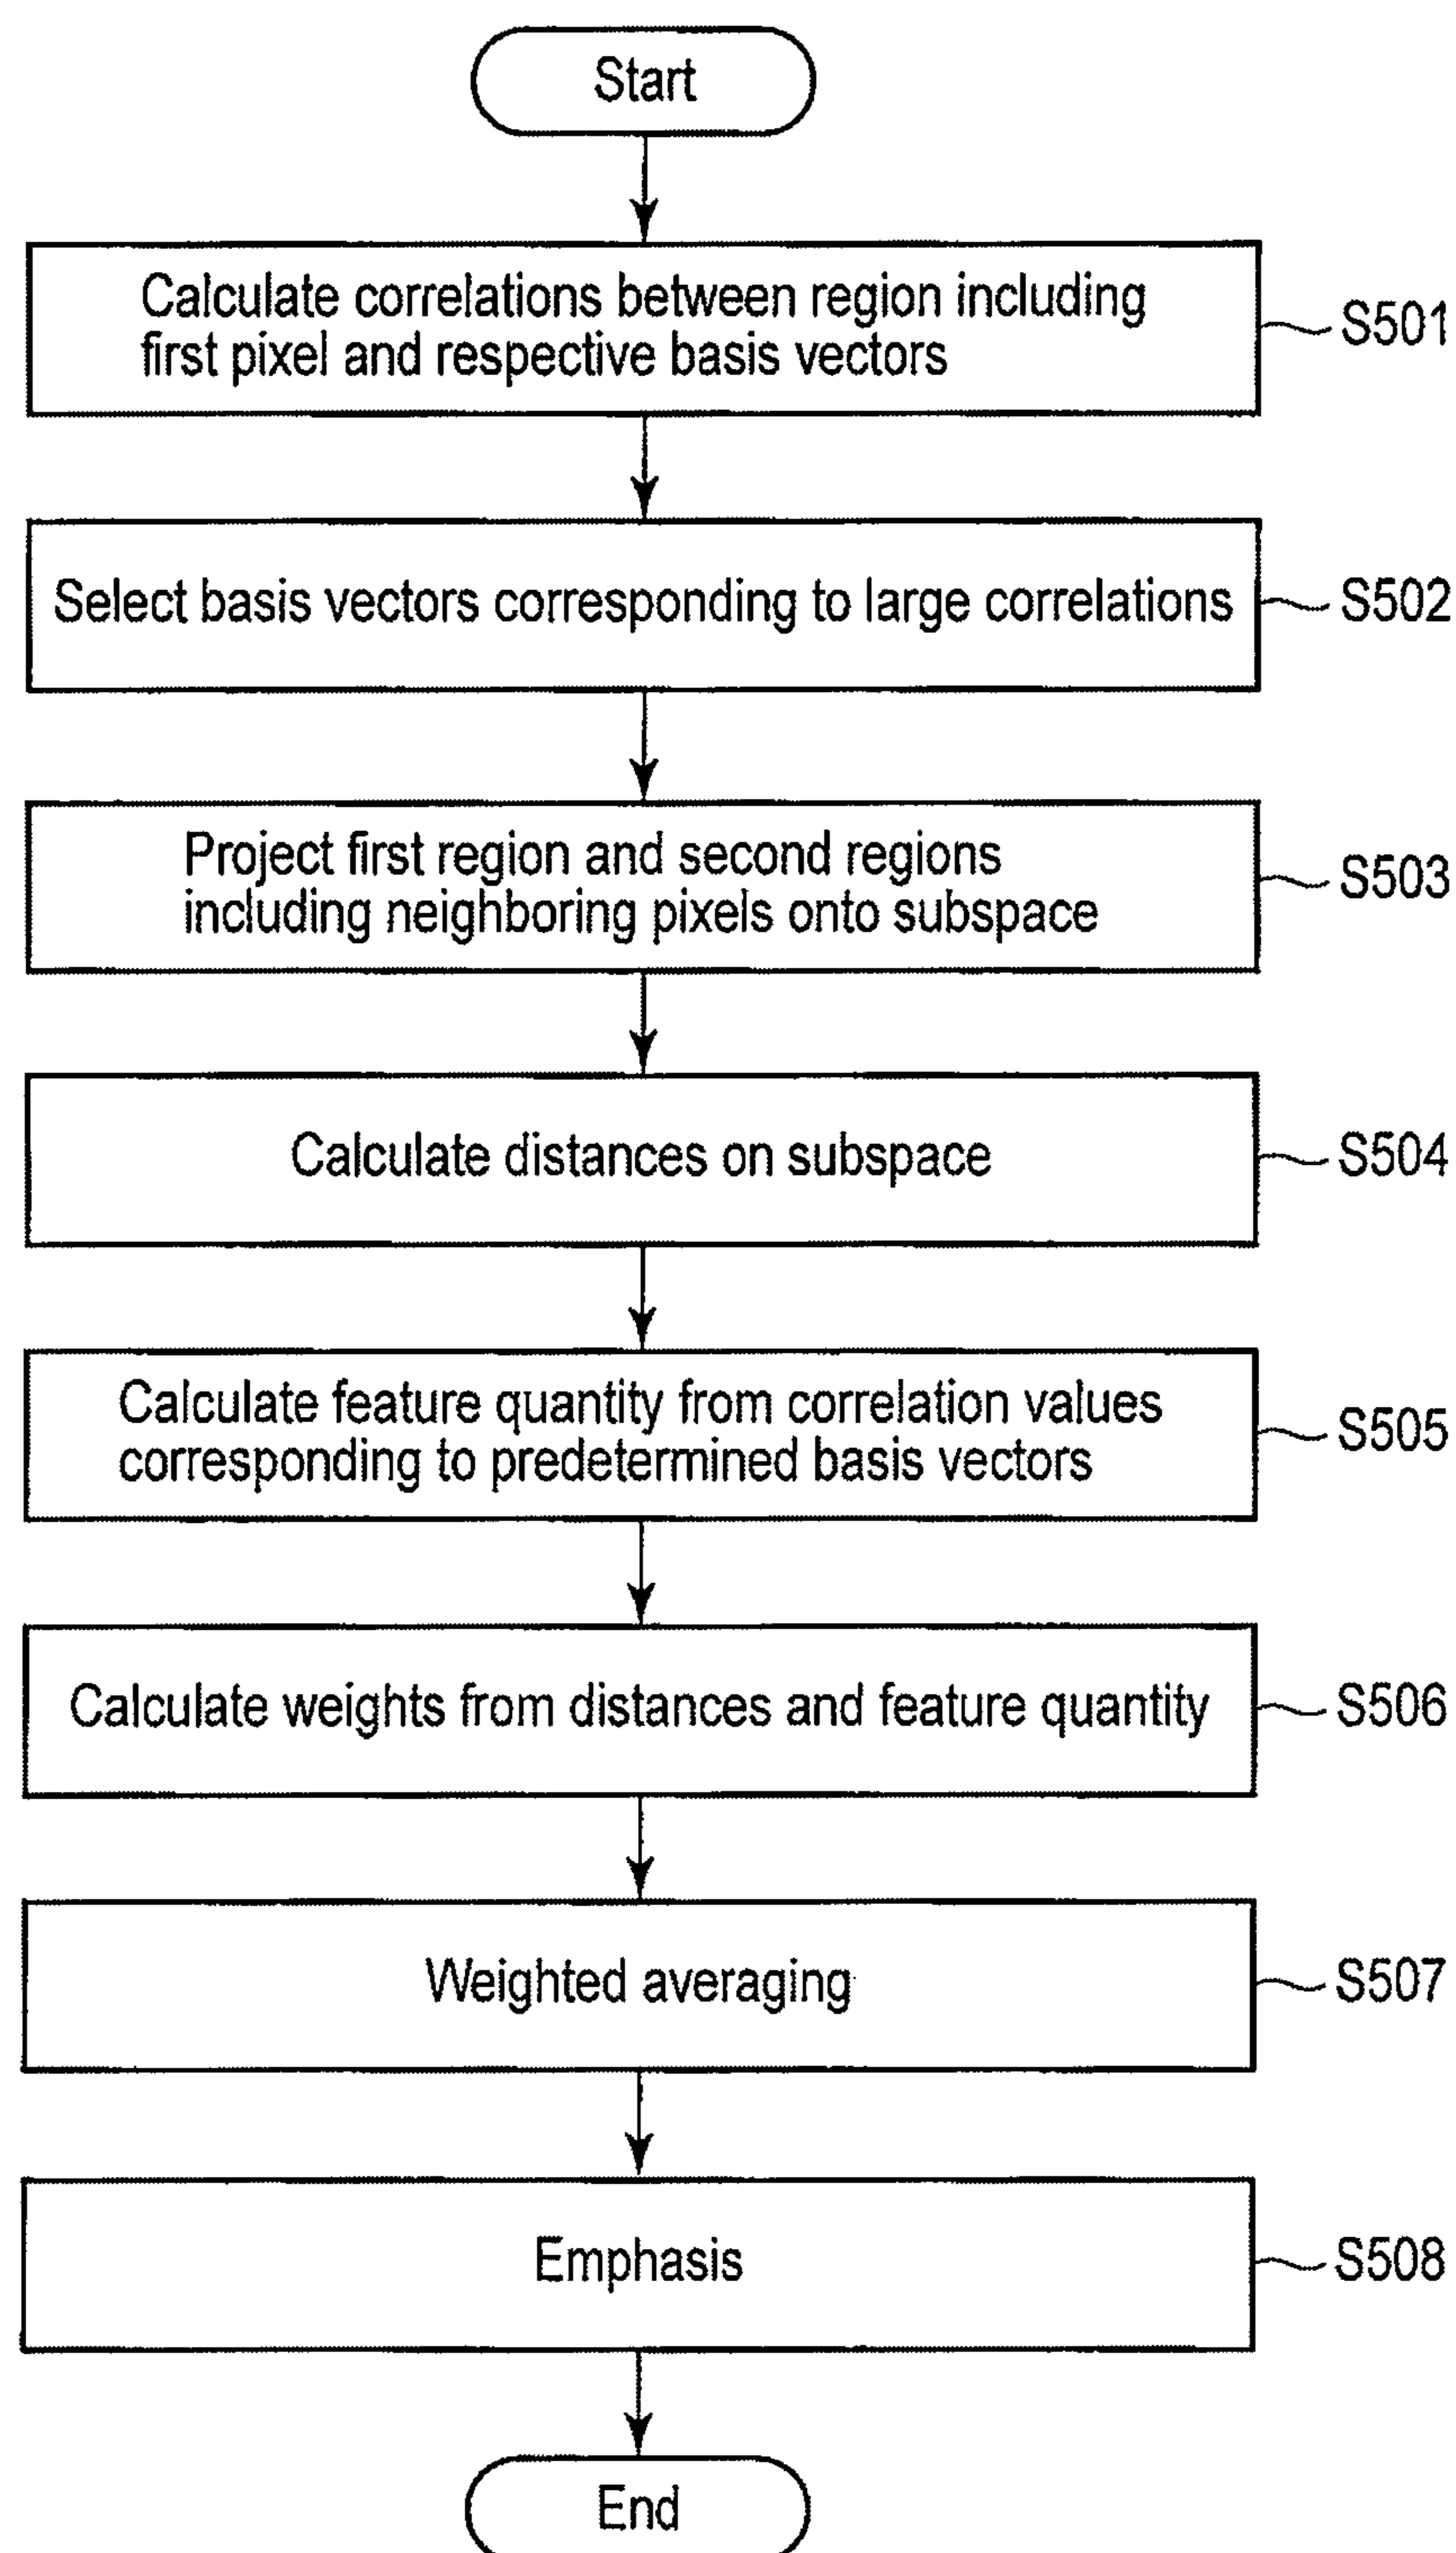 Start
Calculate correlations between region including
first pixel and respective basis vectors
S501
Select basis vectors corresponding to large correlations
S502
Project first region and second regions
including neighboring pixels onto subspace
S503
Calculate distances on subspace
S504
Calculate feature quantity from correlation values
corresponding to predetermined basis vectors
S505
Calculate weights from distances and feature quantity
S506
Weighted averaging
S507
Emphasis
S508
End